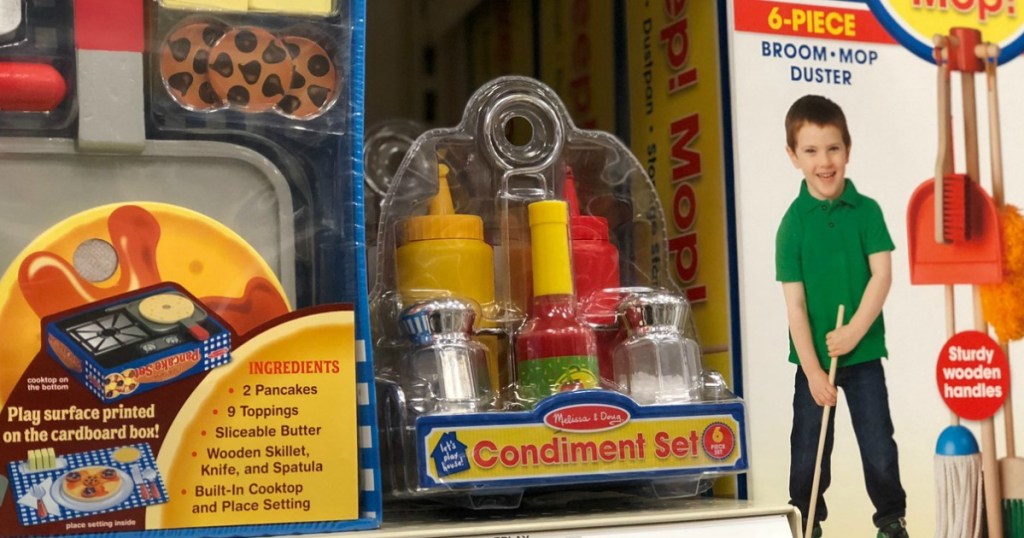 cooktop on
the bottom
Pancake Set
Play surface printed
on the cardboard box!
place setting inside
INGREDIENTS
• 2 Pancakes
• 9 Toppings
• Sliceable Butter
• Wooden Skillet,
Knife, and Spatula
• Built-In Cooktop
and Place Setting
Melissa & Doug
let's
play
house!
Condiment Set
6
PIECE
SET
Mop!
Dustpan
6-PIECE
BROOM • MOP
DUSTER
Mop!
Sturdy
wooden
handles